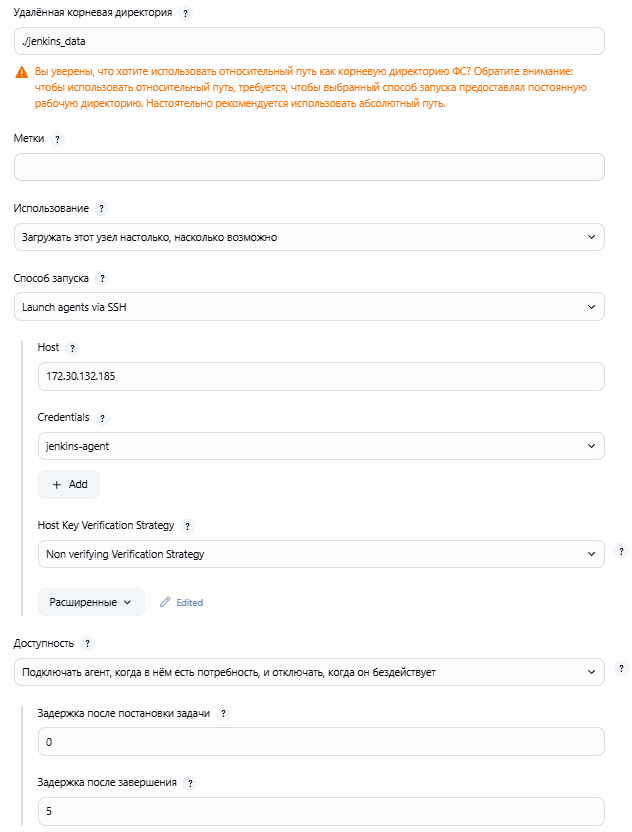 Удалённая корневая директория ?
./jenkins_data
Вы уверены, что хотите использовать относительный путь как корневую директорию ФС? Обратите внимание:
чтобы использовать относительный путь, требуется, чтобы выбранный способ запуска предоставлял постоянную
рабочую директорию. Настоятельно рекомендуется использовать абсолютный путь.
Метки ?
Использование ?
Загружать этот узел настолько, насколько возможно
Способ запуска ?
Launch agents via SSH
Host ?
172.30.132.185
Credentials ?
jenkins-agent
+ Add
Host Key Verification Strategy ?
Non verifying Verification Strategy
?
Расширенные
Edited
Доступность ?
Подключать агент, когда в нём есть потребность, и отключать, когда он бездействует
?
Задержка после постановки задачи ?
0
Задержка после завершения ?
5